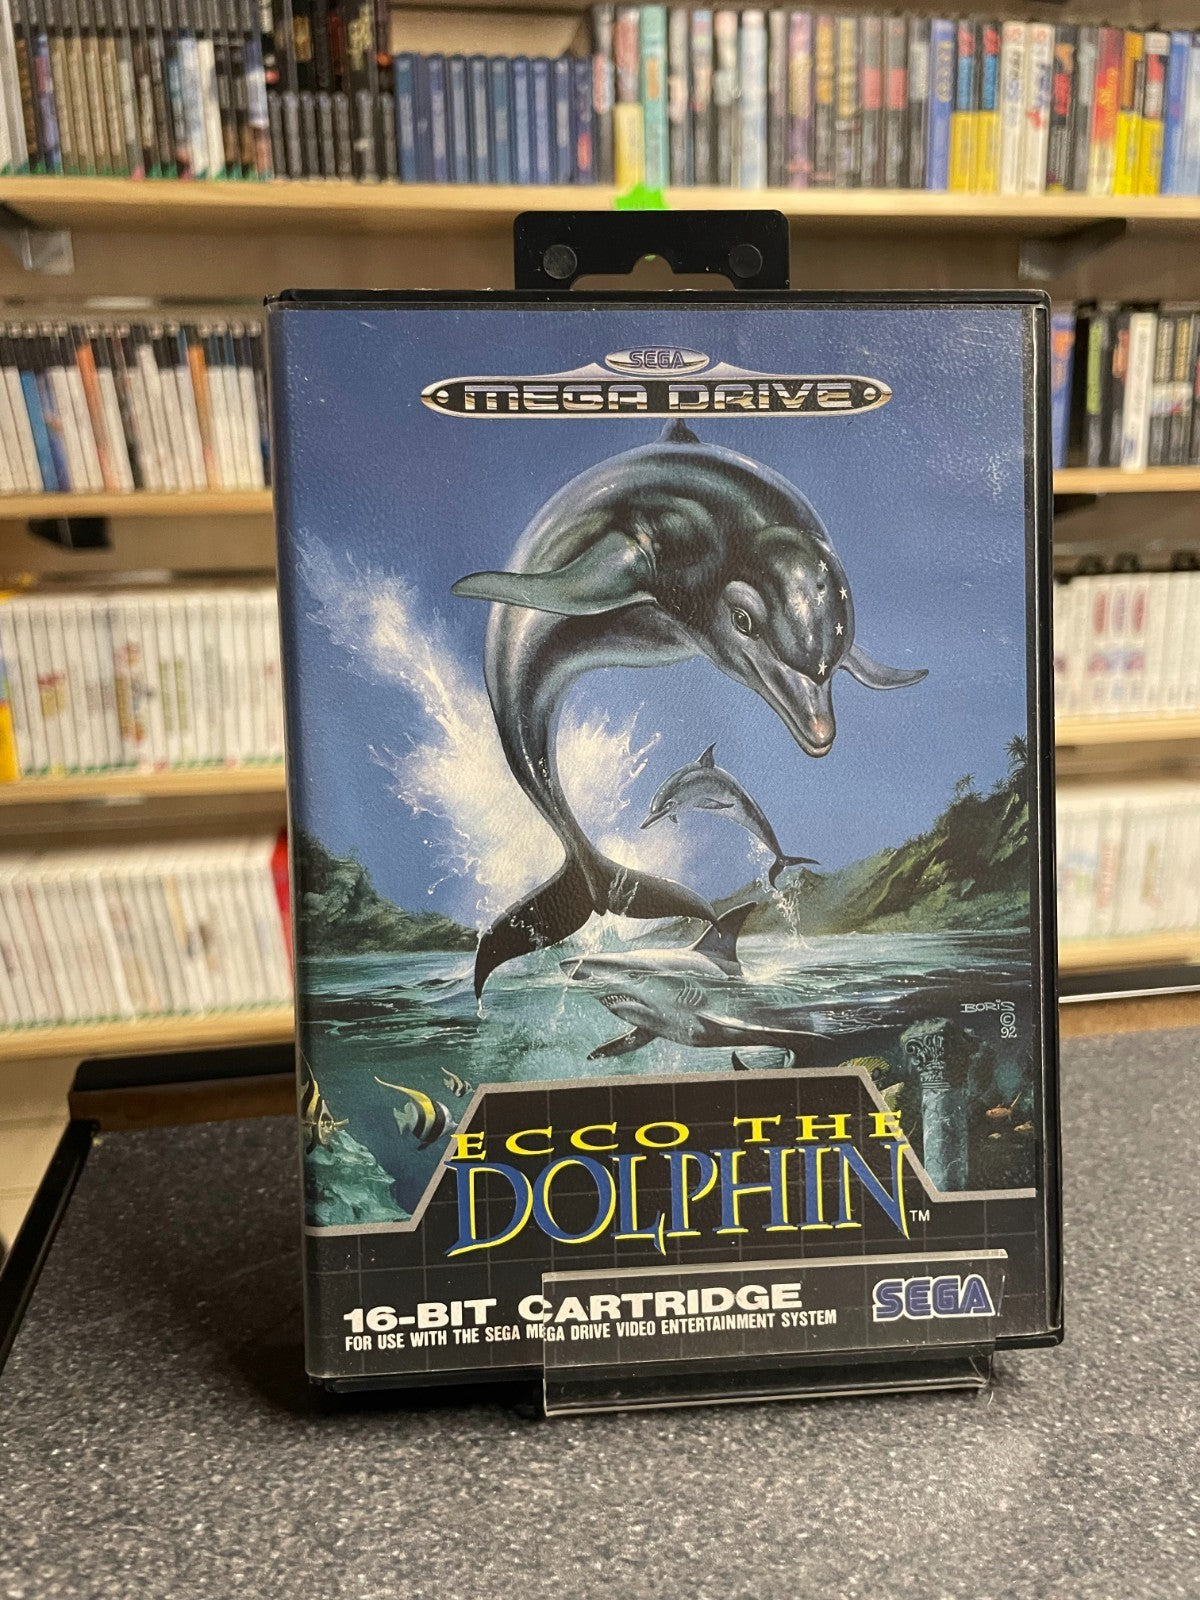 SEGA
MEGA DRIVE
BORIS
©
92
ECCO THE
DOLPHIN™
16-BIT CARTRIDGE
FOR USE WITH THE SEGA MEGA DRIVE VIDEO ENTERTAINMENT SYSTEM
SEGA